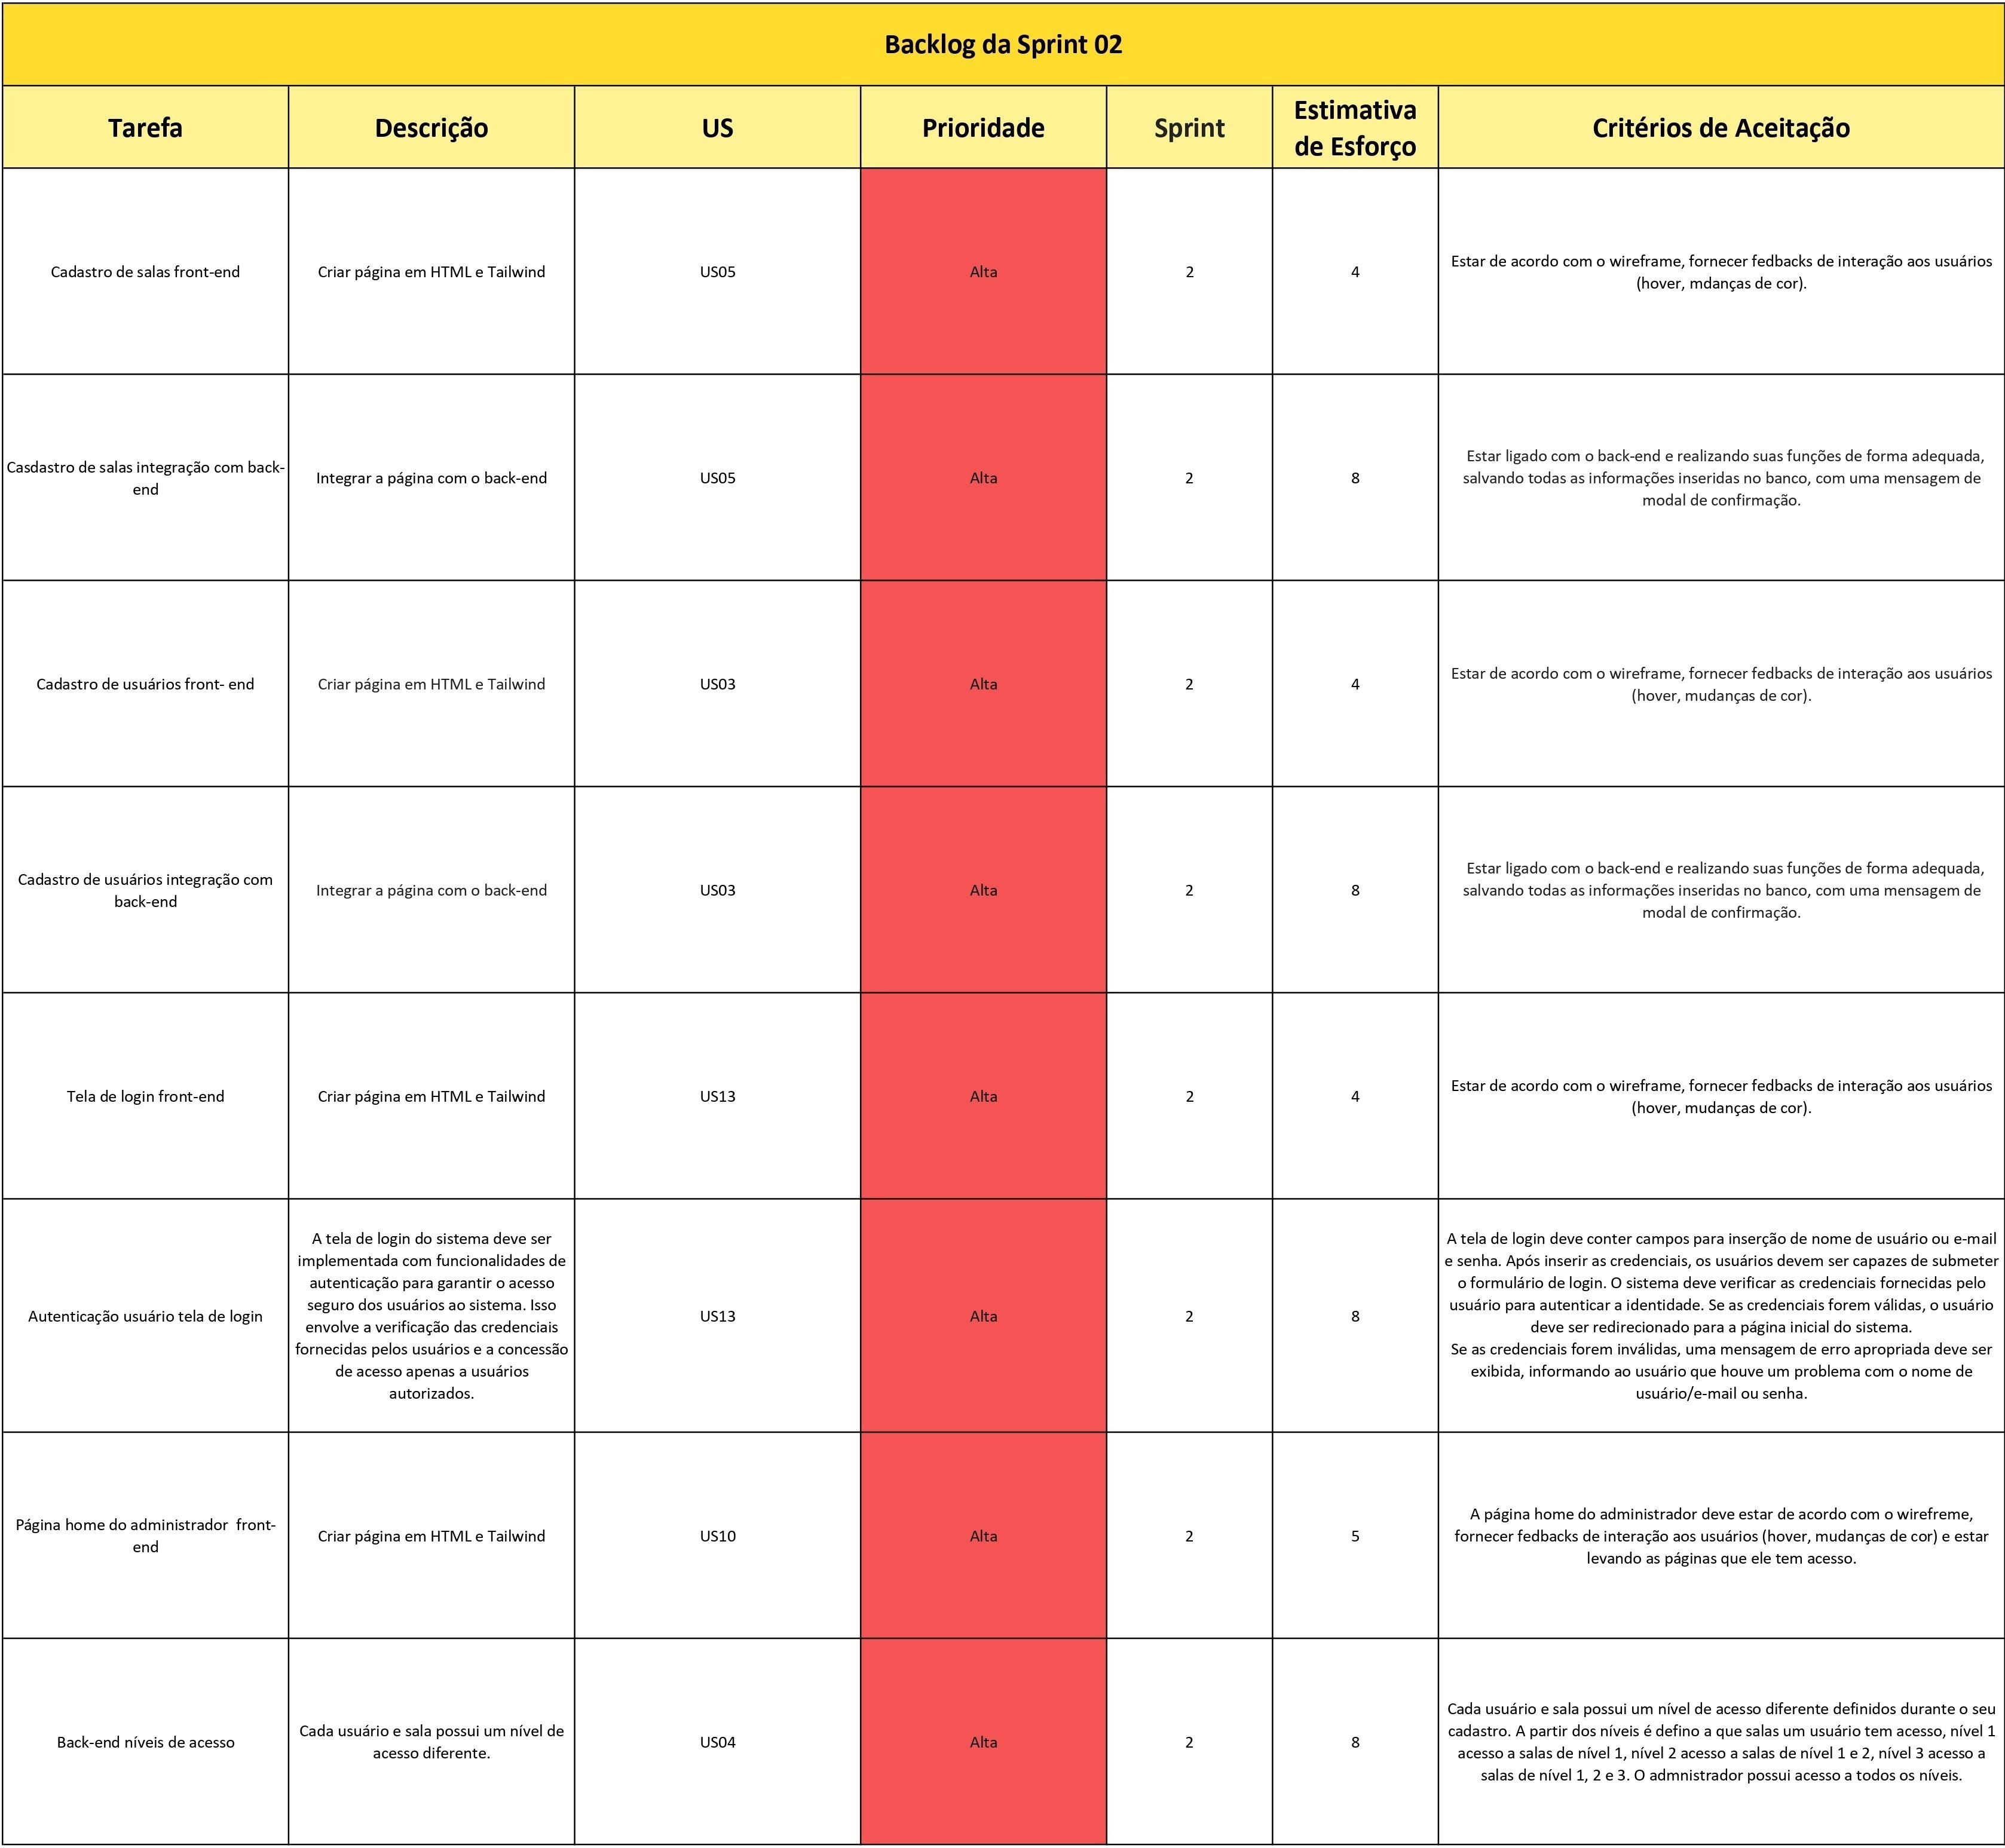 Backlog da Sprint 02
Tarefa
Descrição
US
Prioridade
Sprint
Estimativa
de Esforço
Critérios de Aceitação
Cadastro de salas front-end
Criar página em HTML e Tailwind
US05
Alta
2
4
Estar de acordo com o wireframe, fornecer fedbacks de interação aos usuários
(hover, mdanças de cor).
Casdastro de salas integração com back-
end
Integrar a página com o back-end
US05
Alta
2
8
Estar ligado com o back-end e realizando suas funções de forma adequada,
salvando todas as informações inseridas no banco, com uma mensagem de
modal de confirmação.
Cadastro de usuários front- end
Criar página em HTML e Tailwind
US03
Alta
2
4
Estar de acordo com o wireframe, fornecer fedbacks de interação aos usuários
(hover, mudanças de cor).
Cadastro de usuários integração com
back-end
Integrar a página com o back-end
US03
Alta
2
8
Estar ligado com o back-end e realizando suas funções de forma adequada,
salvando todas as informações inseridas no banco, com uma mensagem de
modal de confirmação.
Tela de login front-end
Criar página em HTML e Tailwind
US13
Alta
2
4
Estar de acordo com o wireframe, fornecer fedbacks de interação aos usuários
(hover, mudanças de cor).
Autenticação usuário tela de login
A tela de login do sistema deve ser
implementada com funcionalidades de
autenticação para garantir o acesso
seguro dos usuários ao sistema. Isso
envolve a verificação das credenciais
fornecidas pelos usuários e a concessão
de acesso apenas a usuários
autorizados.
US13
Alta
2
8
A tela de login deve conter campos para inserção de nome de usuário ou e-mail
e senha. Após inserir as credenciais, os usuários devem ser capazes de submeter
o formulário de login. O sistema deve verificar as credenciais fornecidas pelo
usuário para autenticar a identidade. Se as credenciais forem válidas, o usuário
deve ser redirecionado para a página inicial do sistema.
Se as credenciais forem inválidas, uma mensagem de erro apropriada deve ser
exibida, informando ao usuário que houve um problema com o nome de
usuário/e-mail ou senha.
Página home do administrador  front-
end
Criar página em HTML e Tailwind
US10
Alta
2
5
A página home do administrador deve estar de acordo com o wirefreme,
fornecer fedbacks de interação aos usuários (hover, mudanças de cor) e estar
levando as páginas que ele tem acesso.
Back-end níveis de acesso
Cada usuário e sala possui um nível de
acesso diferente.
US04
Alta
2
8
Cada usuário e sala possui um nível de acesso diferente definidos durante o seu
cadastro. A partir dos níveis é defino a que salas um usuário tem acesso, nível 1
acesso a salas de nível 1, nível 2 acesso a salas de nível 1 e 2, nível 3 acesso a
salas de nível 1, 2 e 3. O admnistrador possui acesso a todos os níveis.